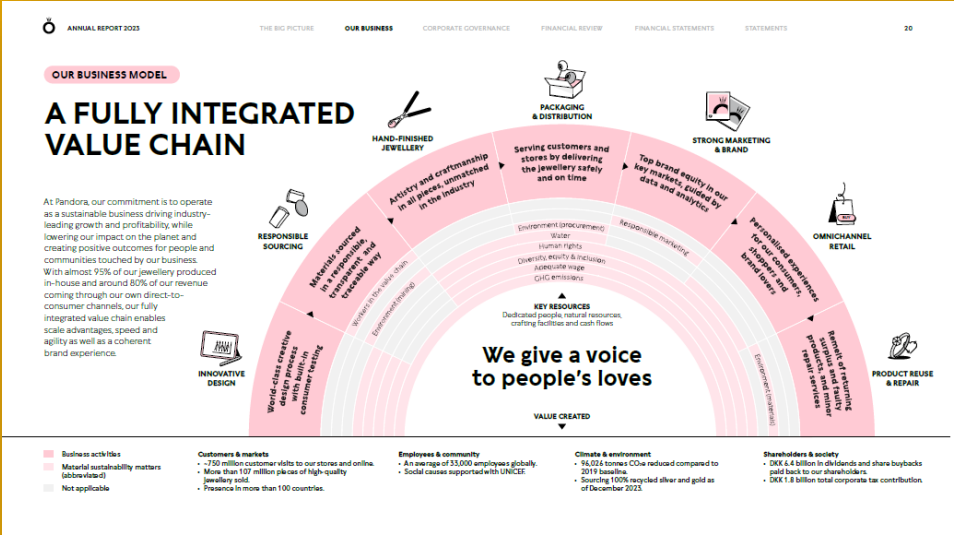 ANNUAL REPORT 2023
THE BIG PICTURE
OUR BUSINESS
CORPORATE GOVERNANCE
FINANCIAL REVIEW
FINANCIAL STATEMENTS
STATEMENTS
20
OUR BUSINESS MODEL
A FULLY INTEGRATED
VALUE CHAIN
At Pandora, our commitment is to operate
as a sustainable business driving industry-
leading growth and profitability, while
lowering our impact on the planet and
creating positive outcomes for people and
communities touched by our business.
With almost 95% of our jewellery produced
in-house and around 80% of our revenue
coming through our own direct-to-
consumer channels, our fully
integrated value chain enables
scale advantages, speed and
agility as well as a coherent
brand experience.
INNOVATIVE
DESIGN
RESPONSIBLE
SOURCING
HAND-FINISHED
JEWELLERY
PACKAGING
& DISTRIBUTION
STRONG MARKETING
& BRAND
OMNICHANNEL
RETAIL
PRODUCT REUSE
& REPAIR
World-class creative
design process
with built-in
consumer testing
Materials sourced
in a responsible,
transparent and
traceable way
Artistry and craftmanship
in all pieces, unmatched
in the industry
Serving customers and
stores by delivering
the jewellery safely
and on time
Top brand equity in our
key markets, guided by
data and analytics
Personalised experiences
for our consumers,
shoppers and
brand lovers
Remelt of returning
surplus and faulty
products, and minor
repair services
Workers in the value chain
Environment (mining)
Environment (procurement)
Water
Human rights
Diversity, equity & inclusion
Adequate wage
GHG emissions
Responsible marketing
Environment (materials)
KEY RESOURCES
Dedicated people, natural resources,
crafting facilities and cash flows
We give a voice
to people's loves
VALUE CREATED
Business activities
Material sustainability matters
(abbreviated)
Not applicable
Customers & markets
• ~750 million customer visits to our stores and online.
• More than 107 million pieces of high-quality
jewellery sold.
• Presence in more than 100 countries.
Employees & community
• An average of 33,000 employees globally.
• Social causes supported with UNICEF.
Climate & environment
• 96,026 tonnes CO₂e reduced compared to
2019 baseline.
• Sourcing 100% recycled silver and gold as
of December 2023.
Shareholders & society
• DKK 6.4 billion in dividends and share buybacks
paid back to our shareholders.
• DKK 1.8 billion total corporate tax contribution.